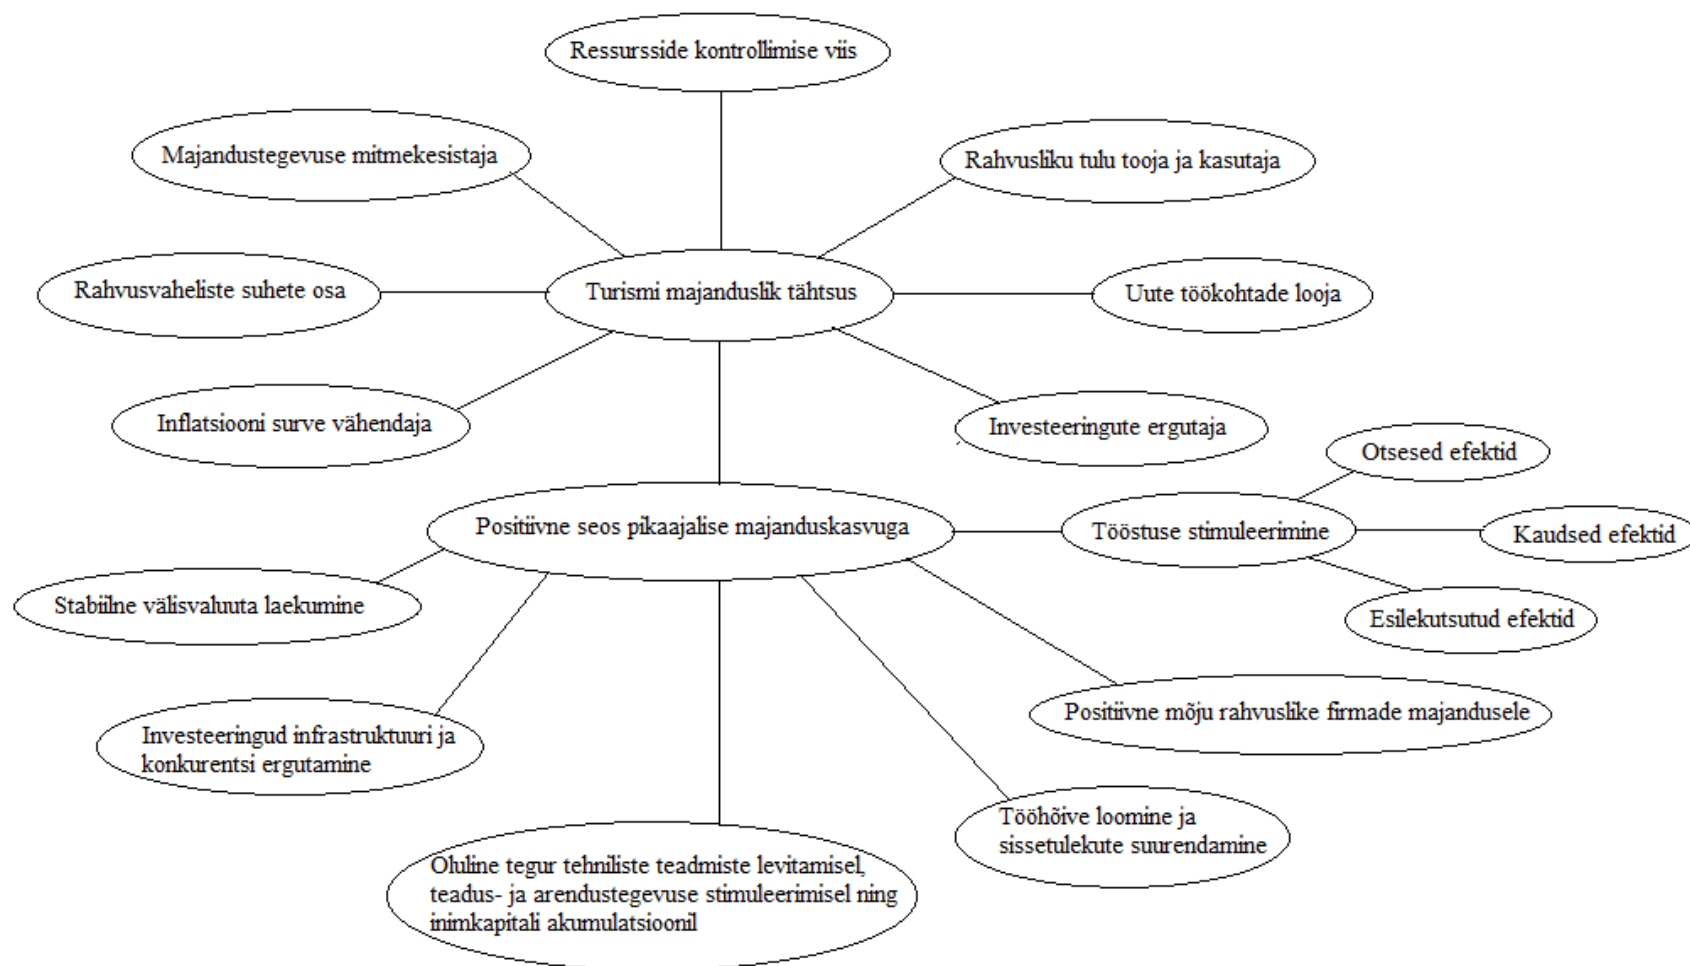 Ressursside kontrollimise viis
Majandustegevuse mitmekesistaja
Rahvusliku tulu tooja ja kasutaja
Rahvusvaheliste suhete osa
Turismi majanduslik tähtsus
Uute töökohtade looja
Inflatsiooni surve vähendaja
Investeeringute ergutaja
Otsesed efektid
Positiivne seos pikaajalise majanduskasvuga
Tööstuse stimuleerimine
Kaudsed efektid
Stabiilne välisvaluuta laekumine
Esilekutsutud efektid
Positiivne mõju rahvuslike firmade majandusele
Investeeringud infrastruktuuri ja
konkurentsi ergutamine
Tööhõive loomine ja
sissetulekute suurendamine
Oluline tegur tehniliste teadmiste levitamisel,
teadus- ja arendustegevuse stimuleerimisel ning
inimkapitali akumulatsioonil